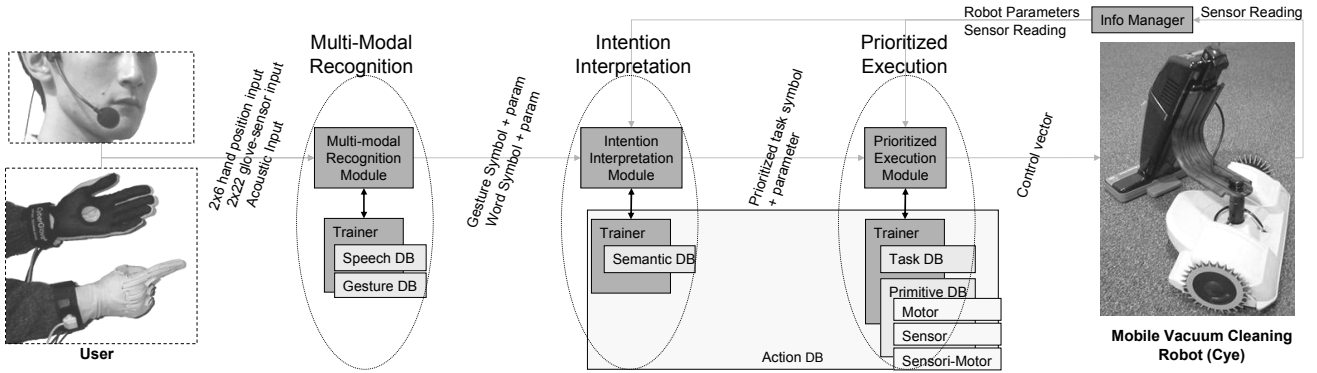 Multi-Modal
Recognition
Intention
Interpretation
Prioritized
Execution
Robot Parameters
Sensor Reading
Info Manager
Sensor Reading
2x6 hand position input
2x22 glove-sensor input
Acoustic Input
Multi-modal
Recognition
Module
Gesture Symbol + param
Word Symbol + param
Intention
Interpretation
Module
Prioritized task symbol
+ parameter
Prioritized
Execution
Module
Control vector
Trainer
Speech DB
Gesture DB
Trainer
Semantic DB
Trainer
Task DB
Primitive DB
Motor
Sensor
Sensori-Motor
Action DB
User
Mobile Vacuum Cleaning
Robot (Cye)